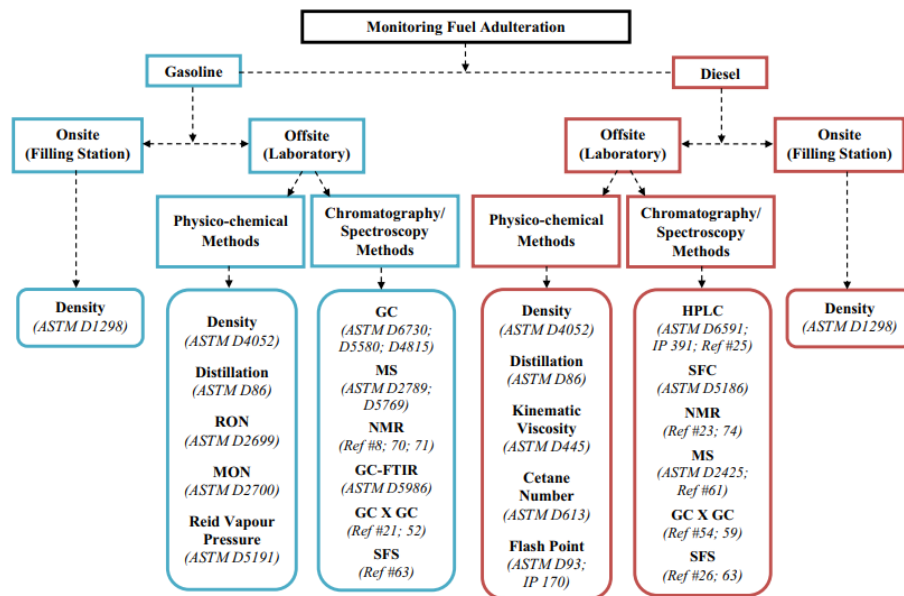 Monitoring Fuel Adulteration
Gasoline
Diesel
Onsite
(Filling Station)
Offsite
(Laboratory)
Offsite
(Laboratory)
Onsite
(Filling Station)
Physico-chemical
Methods
Chromatography/
Spectroscopy
Methods
Physico-chemical
Methods
Chromatography/
Spectroscopy
Methods
Density
(ASTM D1298)
Density
(ASTM D4052)
Distillation
(ASTM D86)
RON
(ASTM D2699)
MON
(ASTM D2700)
Reid Vapour
Pressure
(ASTM D5191)
GC
(ASTM D6730;
D5580; D4815)
MS
(ASTM D2789;
D5769)
NMR
(Ref #8; 70; 71)
GC-FTIR
(ASTM D5986)
GC X GC
(Ref #21; 52)
SFS
(Ref #63)
Density
(ASTM D4052)
Distillation
(ASTM D86)
Kinematic
Viscosity
(ASTM D445)
Cetane
Number
(ASTM D613)
Flash Point
(ASTM D93;
IP 170)
HPLC
(ASTM D6591;
IP 391; Ref #25)
SFC
(ASTM D5186)
NMR
(Ref #23; 74)
MS
(ASTM D2425;
Ref #61)
GC X GC
(Ref #54; 59)
SFS
(Ref #26; 63)
Density
(ASTM D1298)